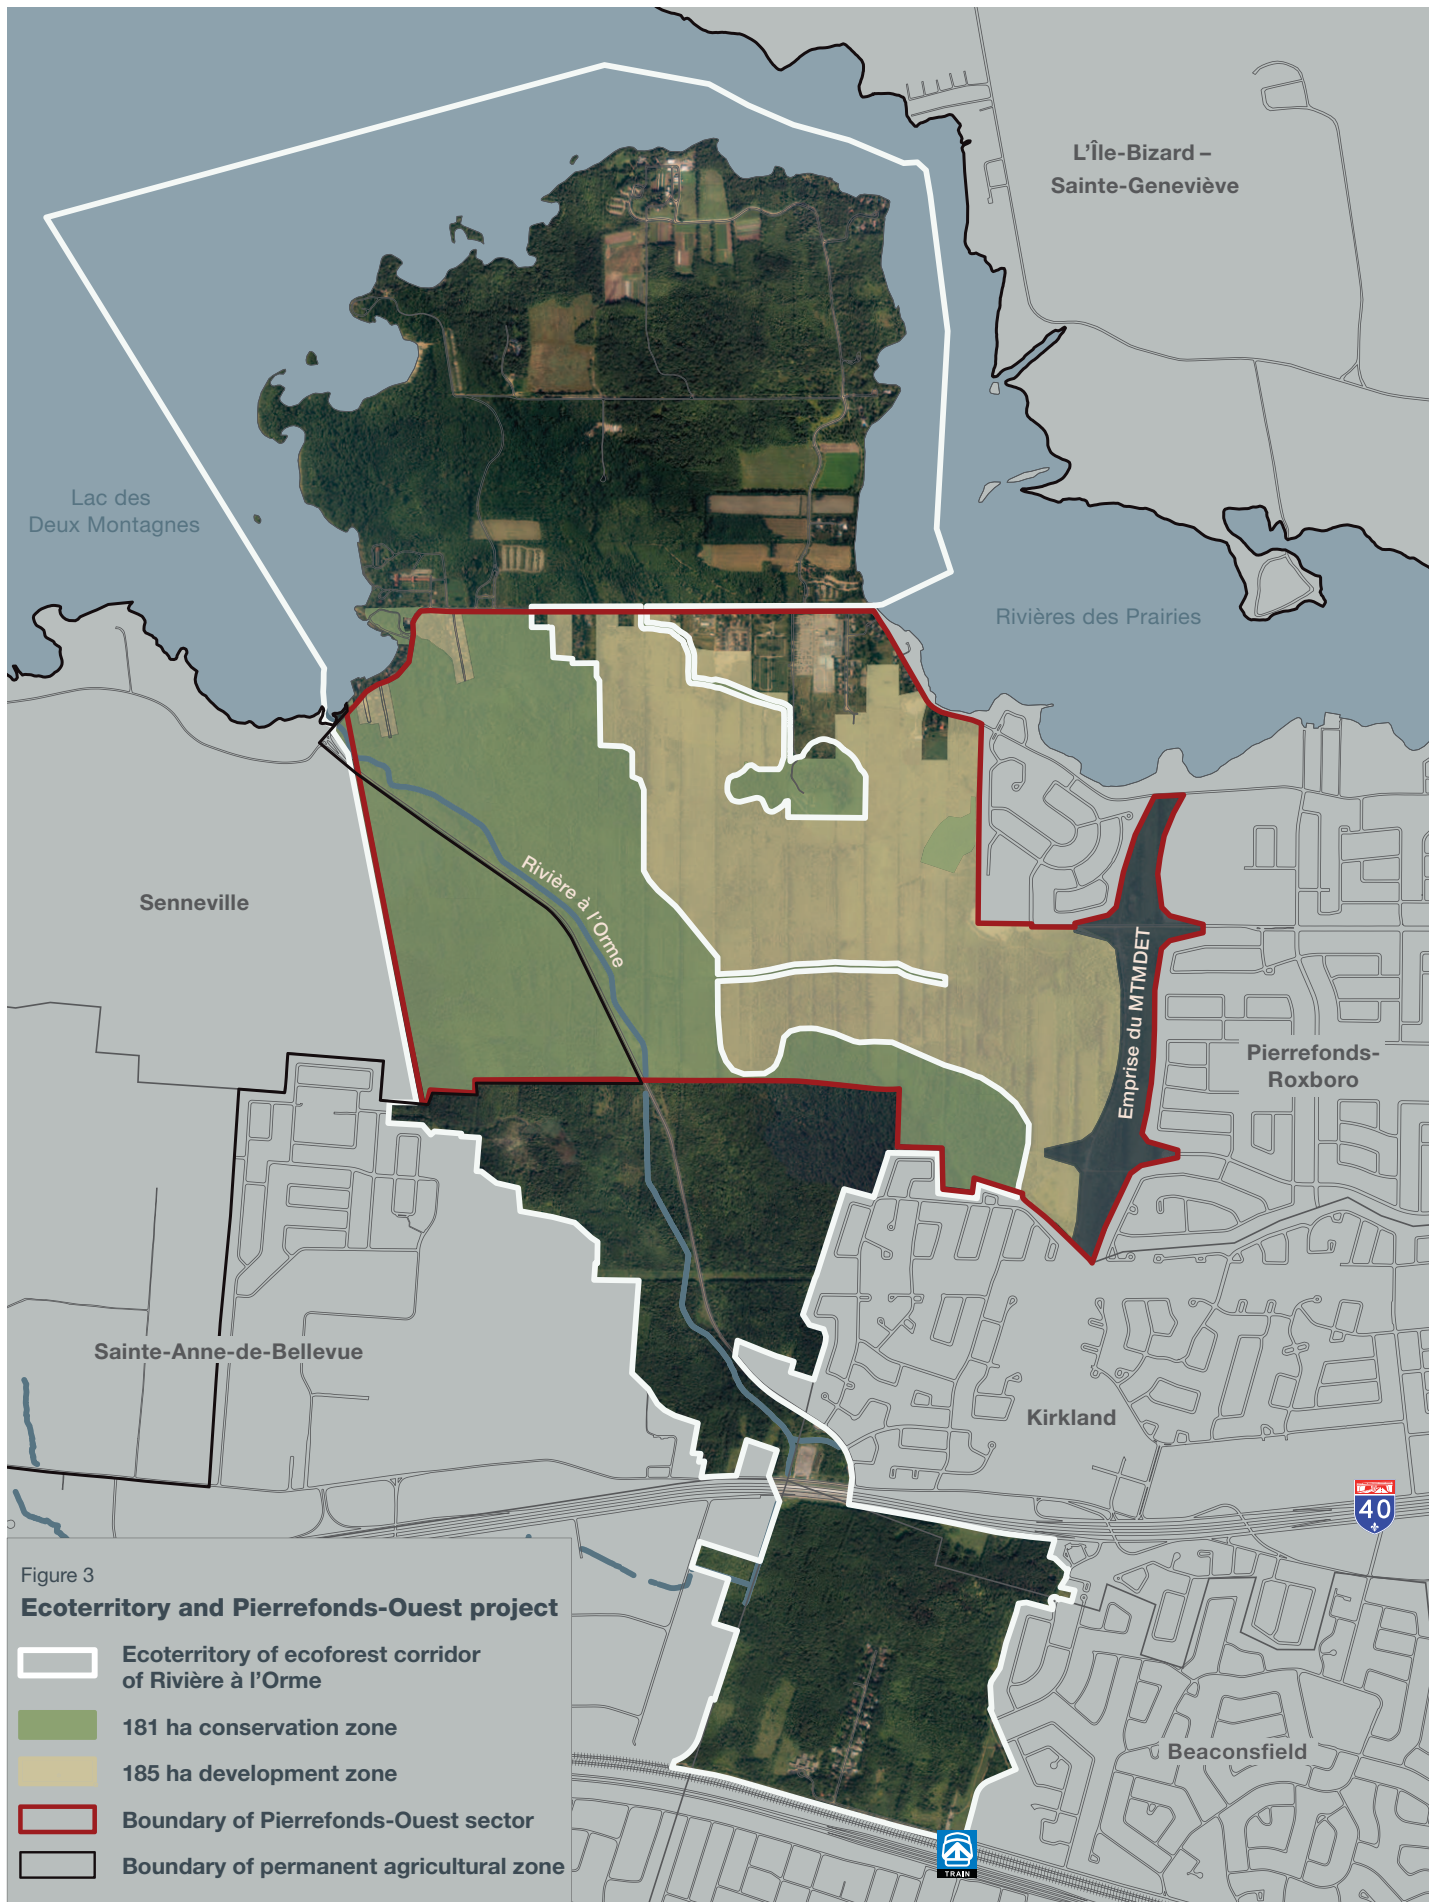 L'Île-Bizard –
Sainte-Geneviève
Lac des
Deux Montagnes
Rivières des Prairies
Senneville
Rivière à l'Orme
Emprise du MTMDET
Pierrefonds-
Roxboro
Sainte-Anne-de-Bellevue
Kirkland
40
Figure 3
Ecoterritory and Pierrefonds-Ouest project
Ecoterritory of ecoforest corridor
of Rivière à l'Orme
181 ha conservation zone
185 ha development zone
Boundary of Pierrefonds-Ouest sector
Boundary of permanent agricultural zone
Beaconsfield
TRAIN